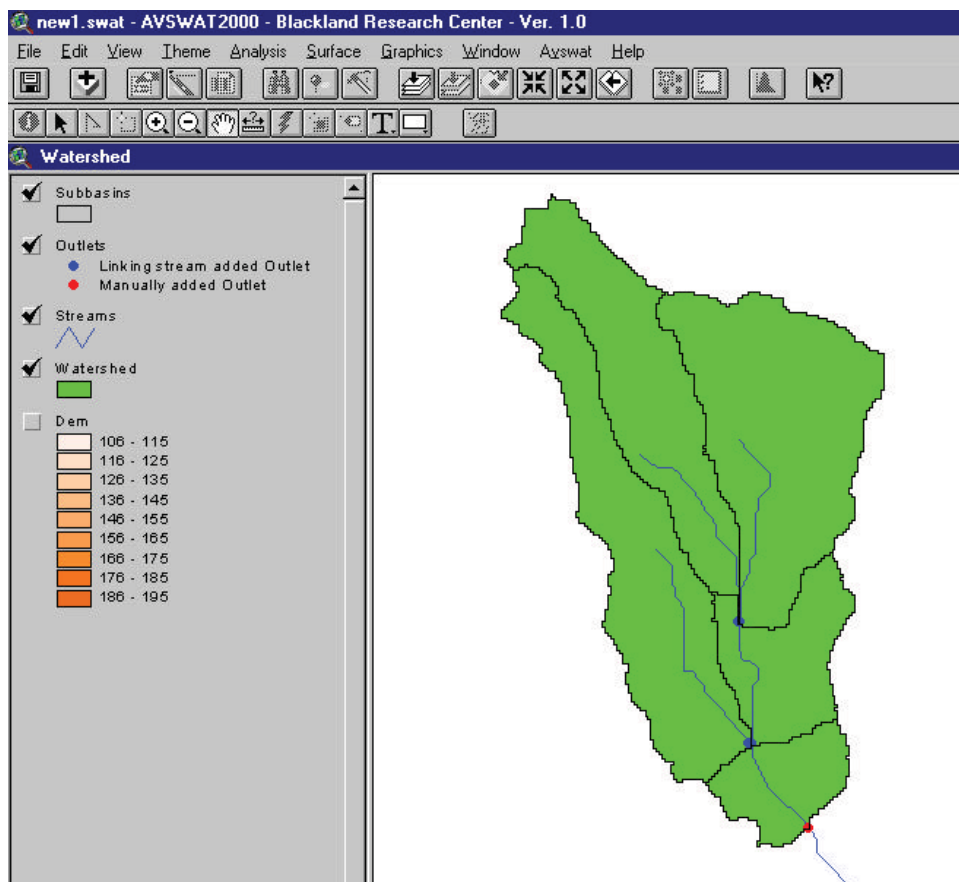 new1.swat - AVSWAT2000 - Blackland Research Center - Ver. 1.0
File Edit View Theme Analysis Surface Graphics Window Avswat Help
T
Watershed
Subbasins
Outlets
Linking stream added Outlet
Manually added Outlet
Streams
Watershed
Dem
106 - 115
116 - 125
126 - 135
136 - 145
146 - 155
156 - 165
166 - 175
176 - 185
186 - 195